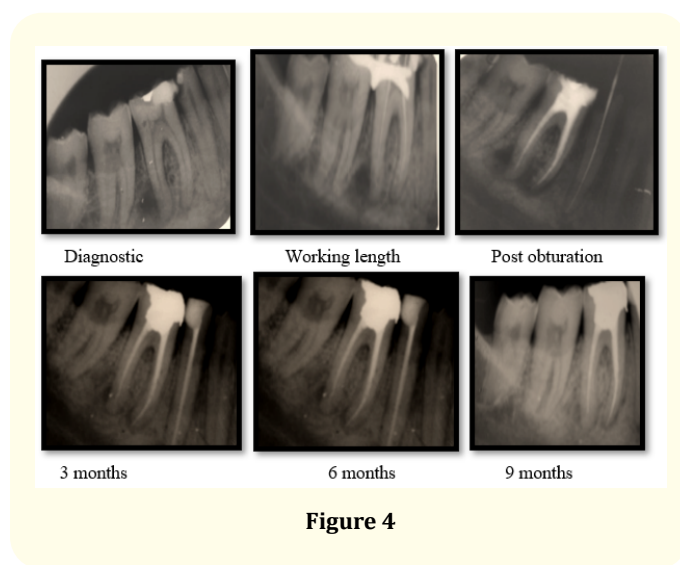 Diagnostic
Working length
Post obturation
3 months
6 months
9 months
Figure 4